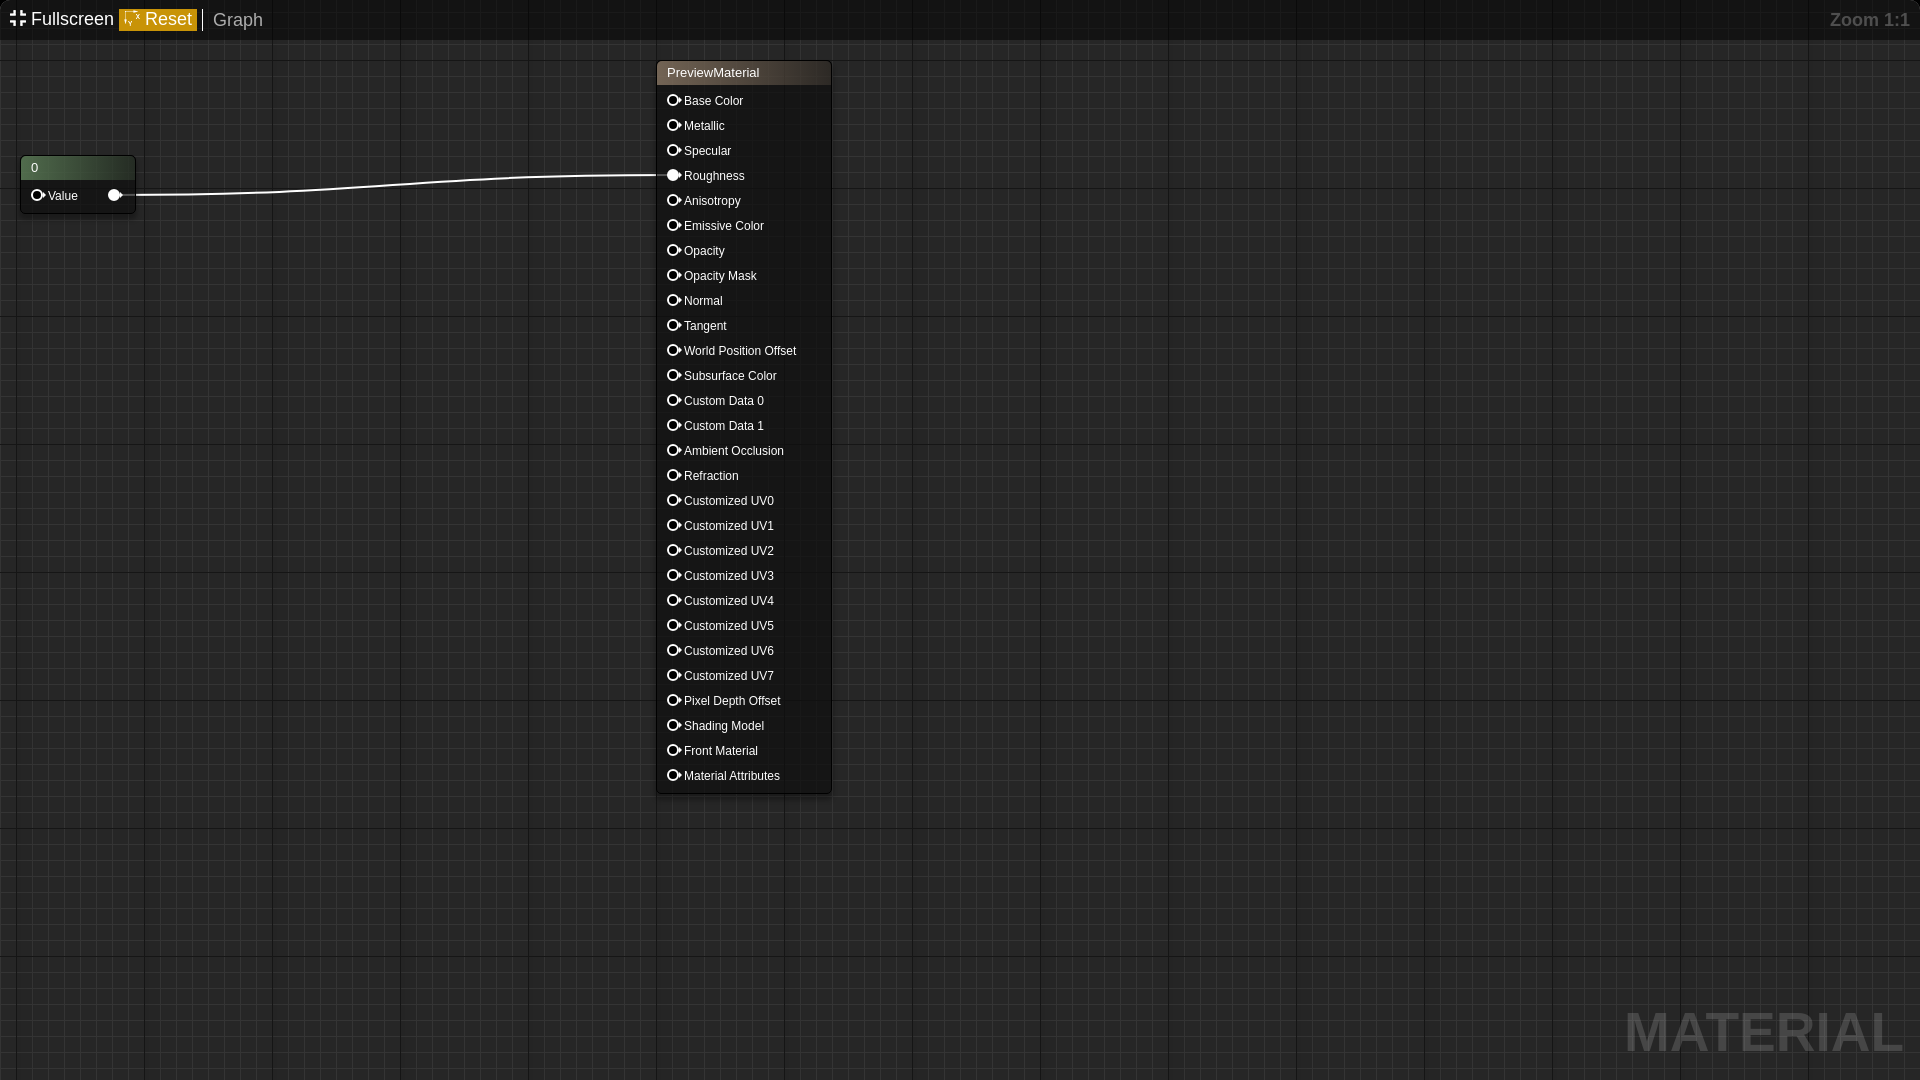 Fullscreen Reset Graph
Zoom 1:1
PreviewMaterial
Base Color
Metallic
Specular
0
Value
Roughness
Anisotropy
Emissive Color
Opacity
Opacity Mask
Normal
Tangent
World Position Offset
Subsurface Color
Custom Data 0
Custom Data 1
Ambient Occlusion
Refraction
Customized UV0
Customized UV1
Customized UV2
Customized UV3
Customized UV4
Customized UV5
Customized UV6
Customized UV7
Pixel Depth Offset
Shading Model
Front Material
Material Attributes
MATERIAL